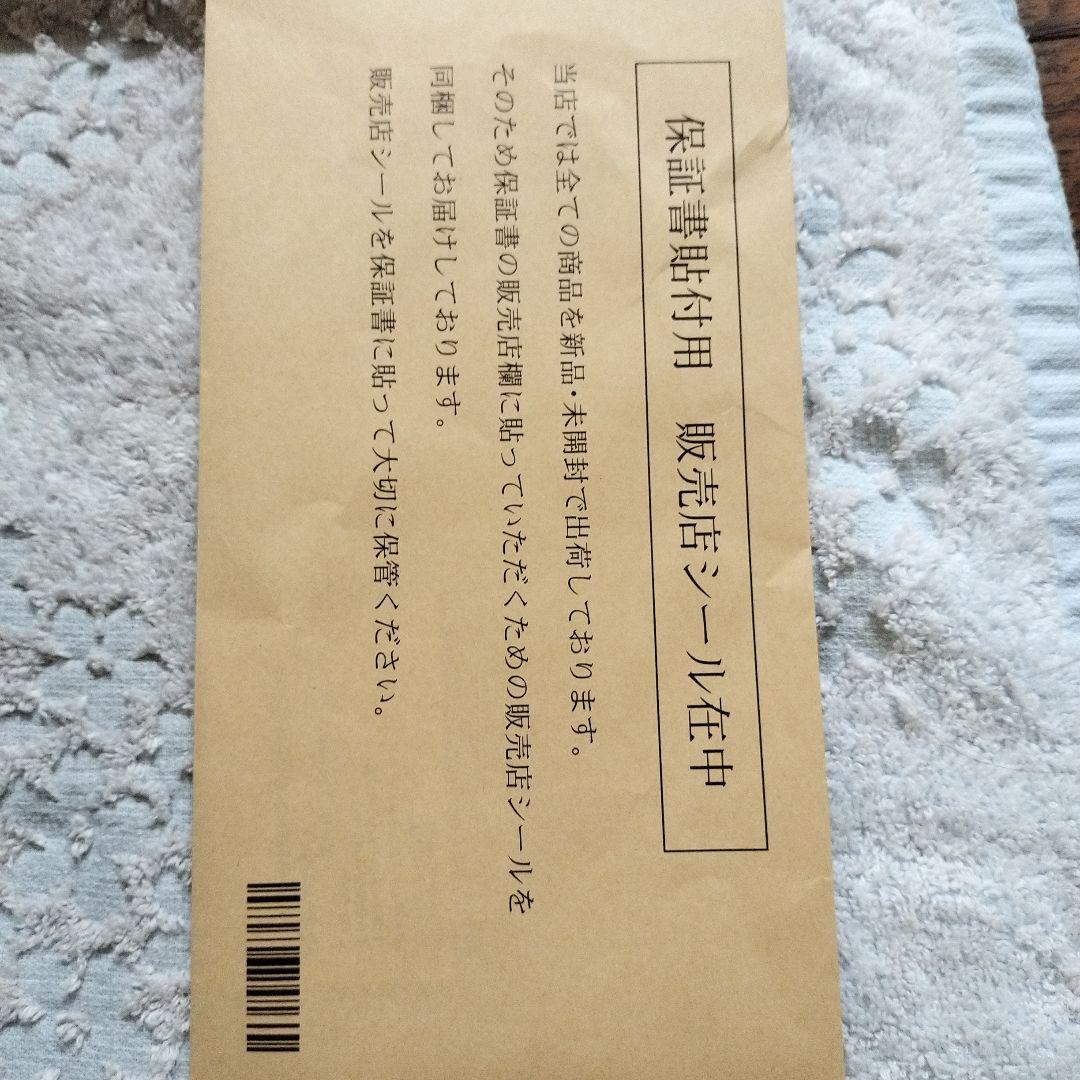 保証書貼付用　販売店シール在中
当店では全ての商品を新品・未開封で出荷しております。
そのため保証書の販売店欄に貼っていただくための販売店シールを
同梱してお届けしております。
販売店シールを保証書に貼って大切に保管ください。